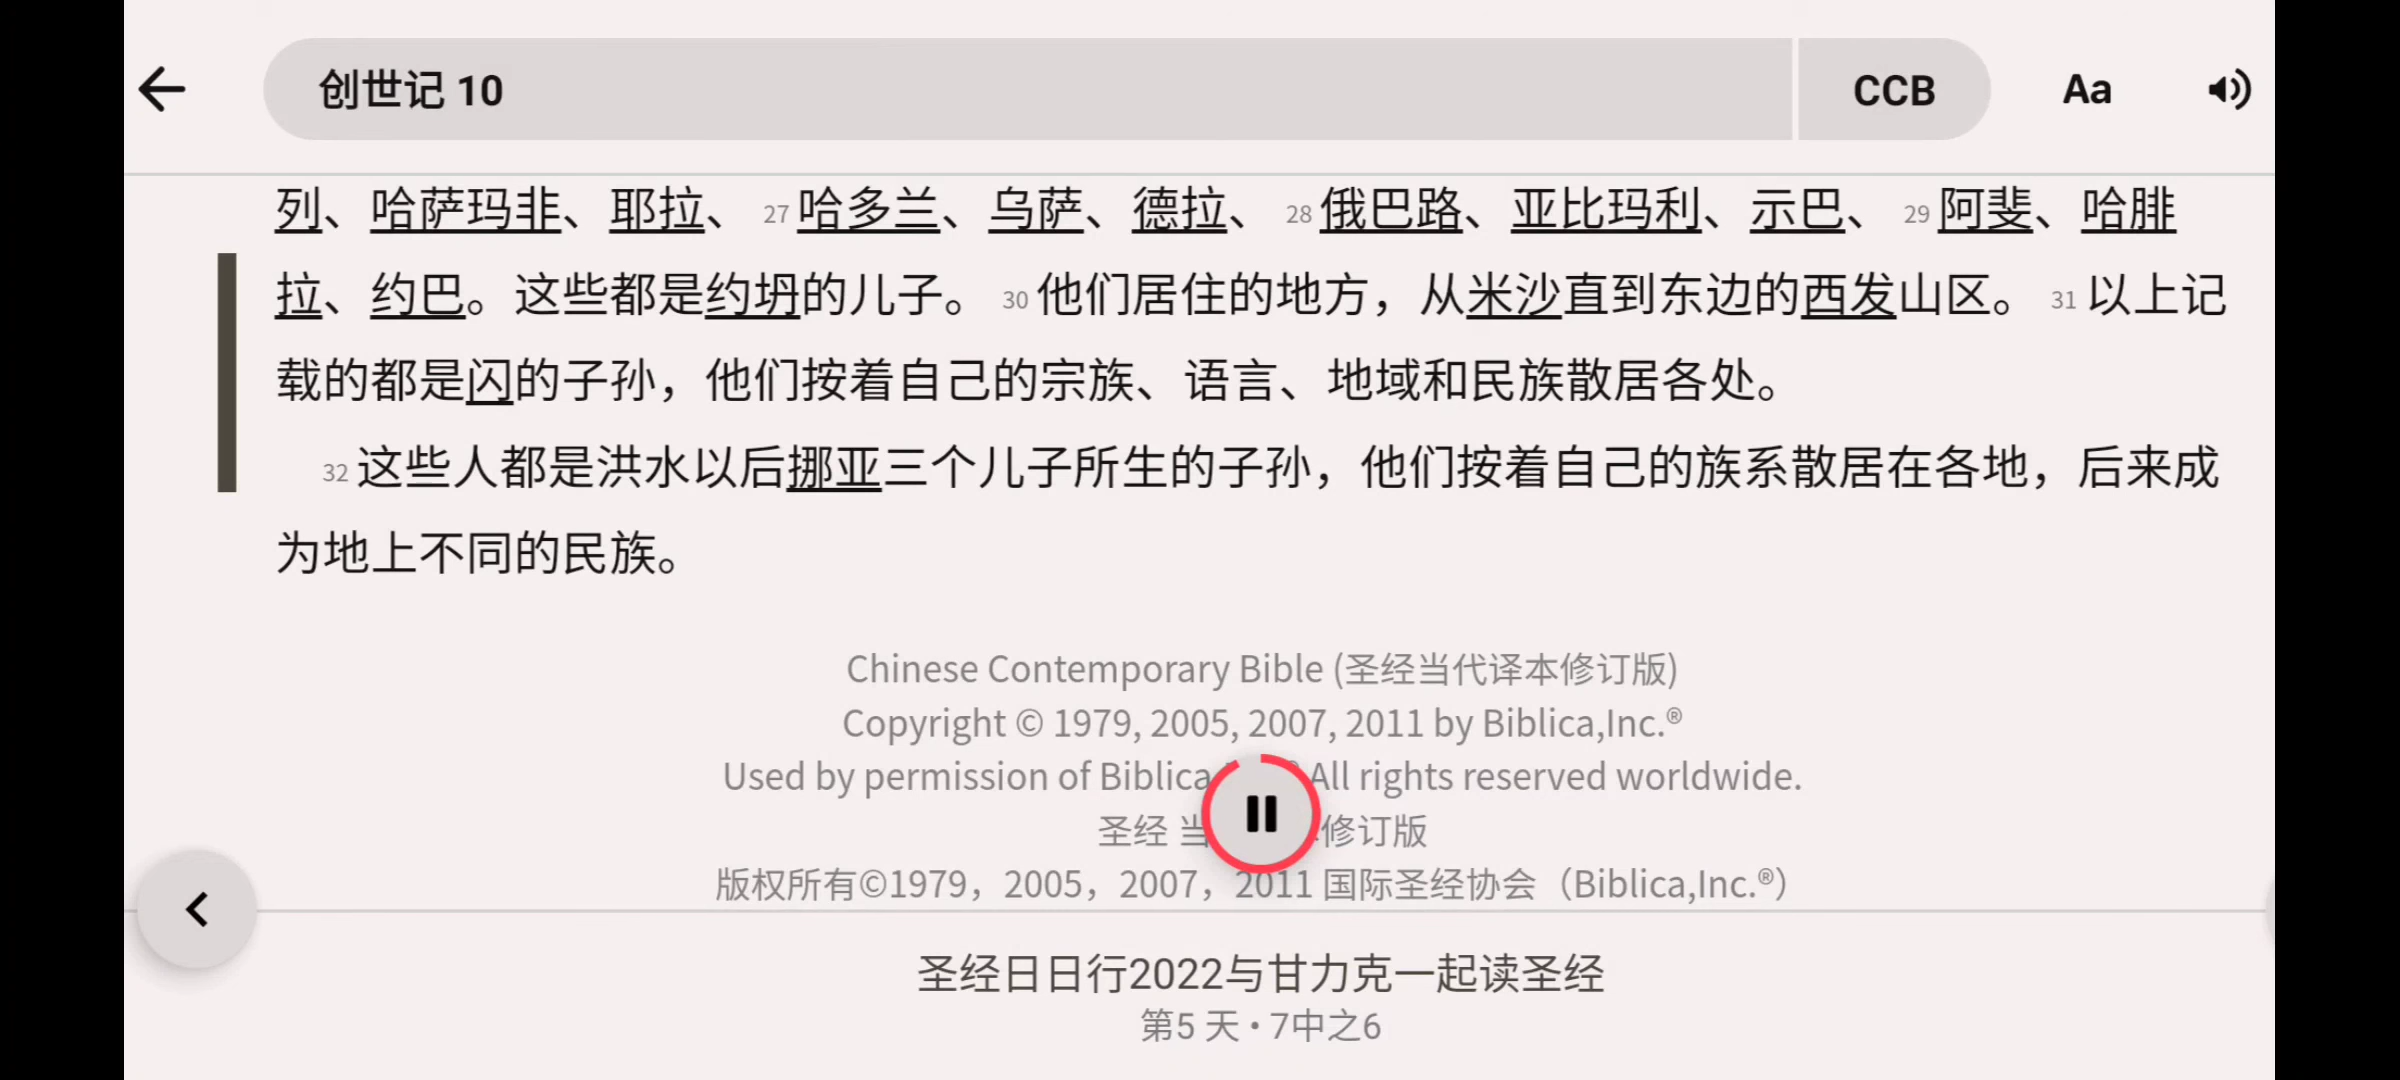 创世记 10
CCB
Aa
列、哈萨玛非、耶拉、 27 哈多兰、乌萨、德拉、 28 俄巴路、亚比玛利、示巴、 29 阿斐、哈腓
拉、约巴。这些都是约坍的儿子。 30 他们居住的地方，从米沙直到东边的西发山区。 31 以上记
载的都是闪的子孙，他们按着自己的宗族、语言、地域和民族散居各处。
32 这些人都是洪水以后挪亚三个儿子所生的子孙，他们按着自己的族系散居在各地，后来成
为地上不同的民族。
Chinese Contemporary Bible (圣经当代译本修订版)
Copyright © 1979, 2005, 2007, 2011 by Biblica,Inc.®
Used by permission of Biblica All rights reserved worldwide.
圣经 当 修订版
版权所有©1979，2005，2007，2011 国际圣经协会（Biblica,Inc.®）
圣经日日行2022与甘力克一起读圣经
第5 天 • 7中之6